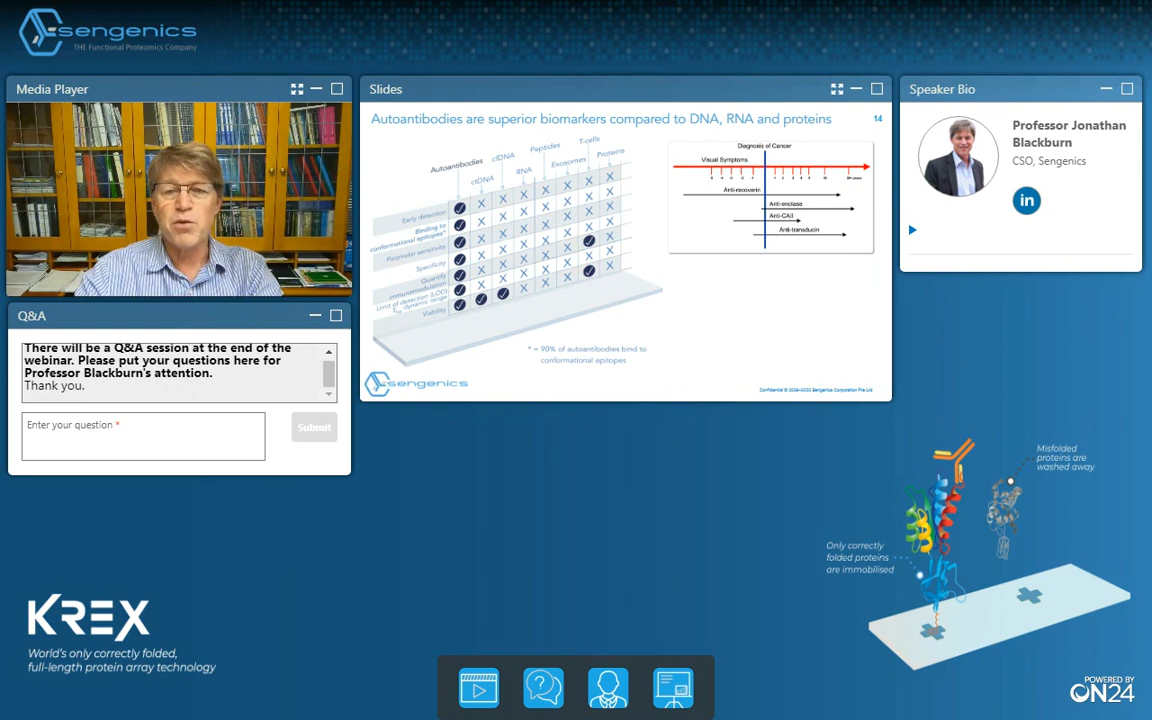 sengenics
THE Functional Proteomics Company
Media Player
Slides
Speaker Bio
Autoantibodies are superior biomarkers compared to DNA, RNA and proteins
14
Autoantibodies
ctDNA
cfDNA
RNA
Peptides
Exosomes
T-cells
Proteins
Early detection
Binding to
conformational epitopes*
Picomolar sensitivity
Specificity
Quantify
immunomodulation
Limit of detection (LOD)
dynamic range
Viability
* = 90% of autoantibodies bind to
conformational epitopes
Diagnosis of Cancer
Visual Symptoms
Anti-recoverin
Anti-enolase
Anti-CAII
Anti-transducin
sengenics
Professor Jonathan
Blackburn
CSO, Sengenics
in
Q&A
There will be a Q&A session at the end of the
webinar. Please put your questions here for
Professor Blackburn's attention.
Thank you.
Enter your question *
Submit
Misfolded
proteins are
washed away
Only correctly
folded proteins
are immobilised
KREX
World's only correctly folded,
full-length protein array technology
POWERED BY
ON24